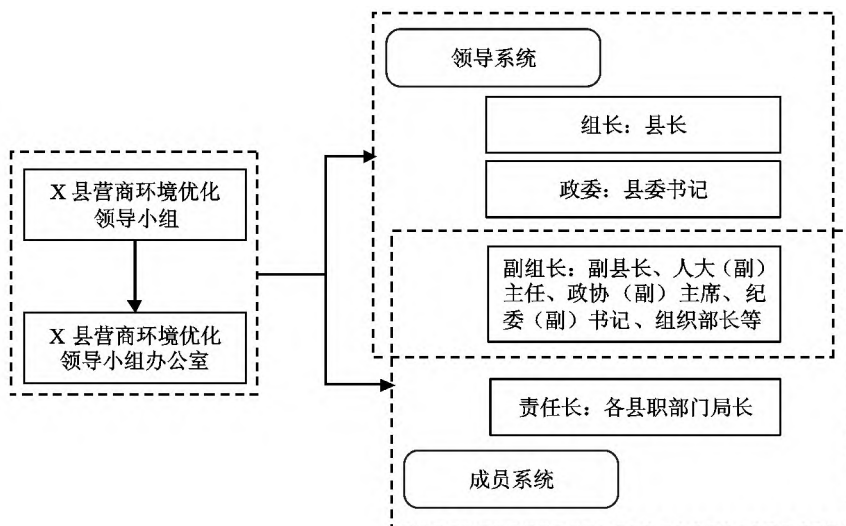 领导系统
组长：县长
政委：县委书记
X 县营商环境优化
领导小组
X 县营商环境优化
领导小组办公室
副组长：副县长、人大（副）
主任、政协（副）主席、纪
委（副）书记、组织部长等
责任长：各县职部门局长
成员系统